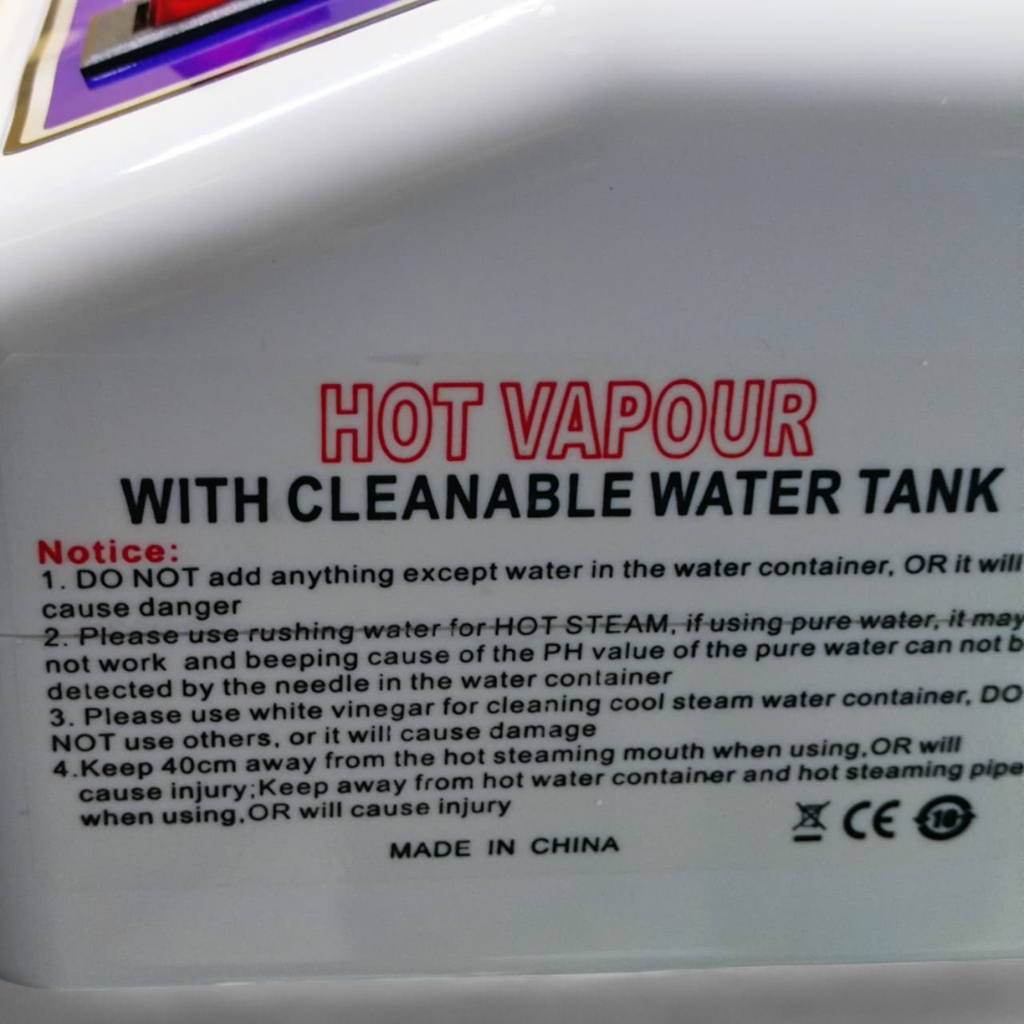 HOT VAPOUR
WITH CLEANABLE WATER TANK
Notice:
1. DO NOT add anything except water in the water container, OR it will
cause danger
2. Please use rushing water for HOT STEAM, if using pure water, it may
not work and beeping cause of the PH value of the pure water can not b
detected by the needle in the water container
3. Please use white vinegar for cleaning cool steam water container, DO
NOT use others, or it will cause damage
4.Keep 40cm away from the hot steaming mouth when using,OR will
cause injury;Keep away from hot water container and hot steaming pipe
when using,OR will cause injury
CE 10
MADE IN CHINA